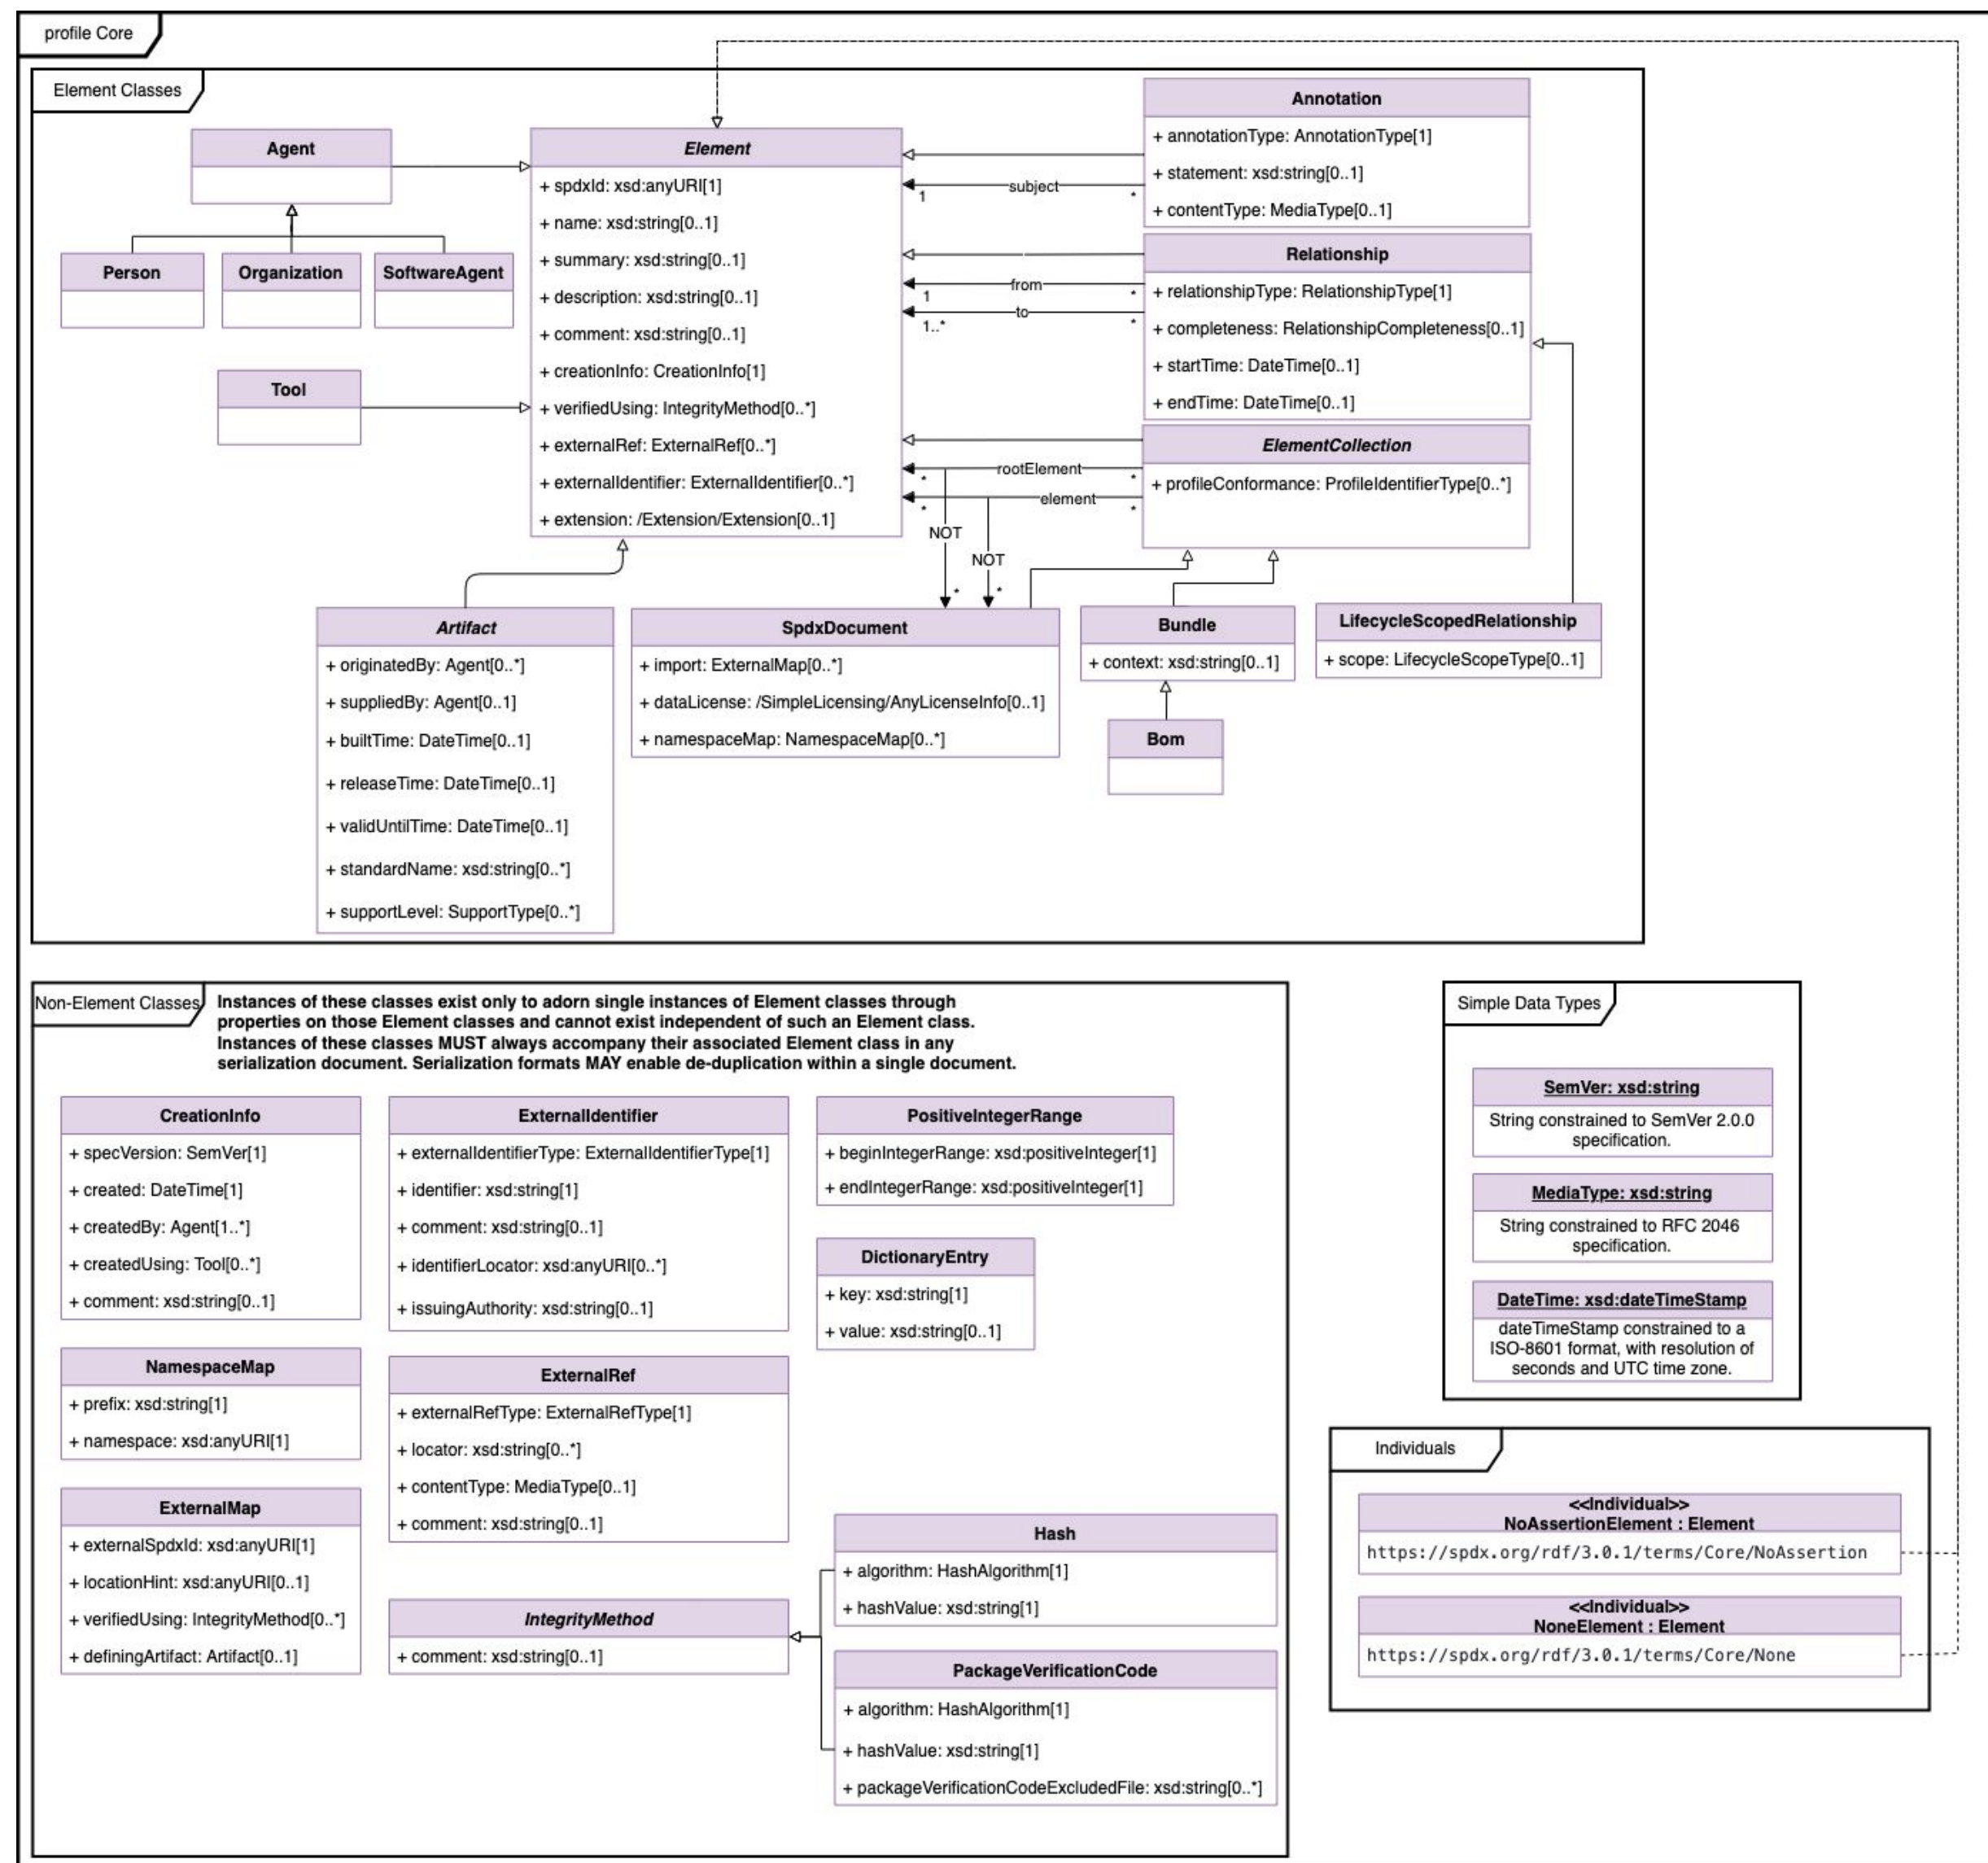 profile Core
Element Classes
Agent
Person
Organization
SoftwareAgent
Tool
Element
+ spdxId: xsd:anyURI[1]
+ name: xsd:string[0..1]
+ summary: xsd:string[0..1]
+ description: xsd:string[0..1]
+ comment: xsd:string[0..1]
+ creationInfo: CreationInfo[1]
+ verifiedUsing: IntegrityMethod[0..*]
+ externalRef: ExternalRef[0..*]
+ externalIdentifier: ExternalIdentifier[0..*]
+ extension: /Extension/Extension[0..1]
subject
1
*
from
1
*
to
1..*
*
rootElement
*
*
element
*
*
NOT
*
NOT
*
Annotation
+ annotationType: AnnotationType[1]
+ statement: xsd:string[0..1]
+ contentType: MediaType[0..1]
Relationship
+ relationshipType: RelationshipType[1]
+ completeness: RelationshipCompleteness[0..1]
+ startTime: DateTime[0..1]
+ endTime: DateTime[0..1]
ElementCollection
+ profileConformance: ProfileIdentifierType[0..*]
Artifact
+ originatedBy: Agent[0..*]
+ suppliedBy: Agent[0..1]
+ builtTime: DateTime[0..1]
+ releaseTime: DateTime[0..1]
+ validUntilTime: DateTime[0..1]
+ standardName: xsd:string[0..*]
+ supportLevel: SupportType[0..*]
SpdxDocument
+ import: ExternalMap[0..*]
+ dataLicense: /SimpleLicensing/AnyLicenseInfo[0..1]
+ namespaceMap: NamespaceMap[0..*]
Bundle
+ context: xsd:string[0..1]
Bom
LifecycleScopedRelationship
+ scope: LifecycleScopeType[0..1]
Non-Element Classes
Instances of these classes exist only to adorn single instances of Element classes through
properties on those Element classes and cannot exist independent of such an Element class.
Instances of these classes MUST always accompany their associated Element class in any
serialization document. Serialization formats MAY enable de-duplication within a single document.
CreationInfo
+ specVersion: SemVer[1]
+ created: DateTime[1]
+ createdBy: Agent[1..*]
+ createdUsing: Tool[0..*]
+ comment: xsd:string[0..1]
NamespaceMap
+ prefix: xsd:string[1]
+ namespace: xsd:anyURI[1]
ExternalMap
+ externalSpdxId: xsd:anyURI[1]
+ locationHint: xsd:anyURI[0..1]
+ verifiedUsing: IntegrityMethod[0..*]
+ definingArtifact: Artifact[0..1]
ExternalIdentifier
+ externalIdentifierType: ExternalIdentifierType[1]
+ identifier: xsd:string[1]
+ comment: xsd:string[0..1]
+ identifierLocator: xsd:anyURI[0..*]
+ issuingAuthority: xsd:string[0..1]
ExternalRef
+ externalRefType: ExternalRefType[1]
+ locator: xsd:string[0..*]
+ contentType: MediaType[0..1]
+ comment: xsd:string[0..1]
IntegrityMethod
+ comment: xsd:string[0..1]
PositiveIntegerRange
+ beginIntegerRange: xsd:positiveInteger[1]
+ endIntegerRange: xsd:positiveInteger[1]
DictionaryEntry
+ key: xsd:string[1]
+ value: xsd:string[0..1]
Hash
+ algorithm: HashAlgorithm[1]
+ hashValue: xsd:string[1]
PackageVerificationCode
+ algorithm: HashAlgorithm[1]
+ hashValue: xsd:string[1]
+ packageVerificationCodeExcludedFile: xsd:string[0..*]
Simple Data Types
SemVer: xsd:string
String constrained to SemVer 2.0.0
specification.
MediaType: xsd:string
String constrained to RFC 2046
specification.
DateTime: xsd:dateTimeStamp
dateTimeStamp constrained to a
ISO-8601 format, with resolution of
seconds and UTC time zone.
Individuals
<<Individual>>
NoAssertionElement : Element
https://spdx.org/rdf/3.0.1/terms/Core/NoAssertion
<<Individual>>
NoneElement : Element
https://spdx.org/rdf/3.0.1/terms/Core/None